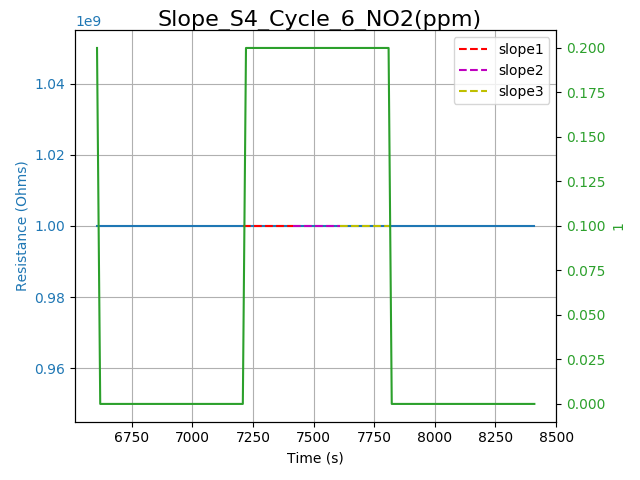 Slope_S4_Cycle_6_NO2(ppm)
1e9
slope1
slope2
slope3
1.04
1.02
1.00
0.98
0.96
Resistance (Ohms)
0.200
0.175
0.150
0.125
0.100
0.075
0.050
0.025
0.000
1
6750 7000 7250 7500 7750 8000 8250 8500
Time (s)